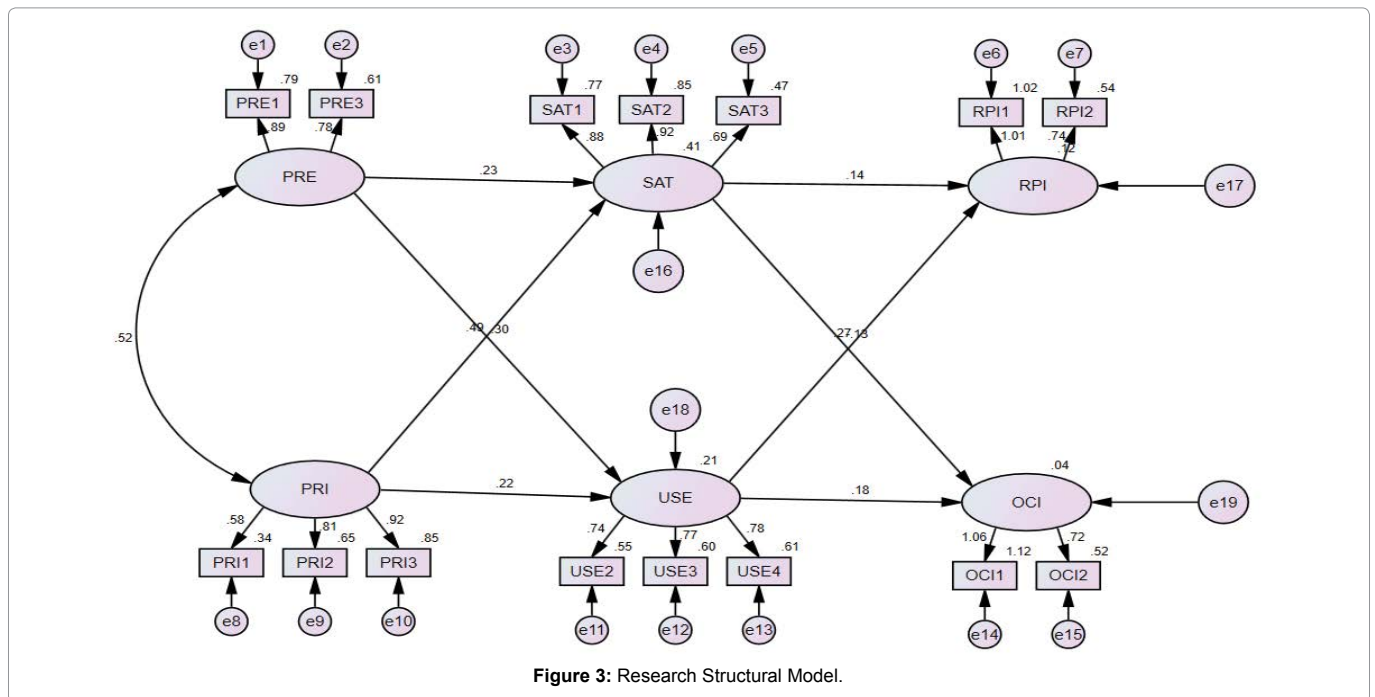 e1 e2 e3 e4 e5 e6 e7
.79 .61 .77 .85 .47 1.02 .54
PRE1 PRE3 SAT1 SAT2 SAT3 RPI1 RPI2
.89 .78 .88 .92 .69 1.01 .74
.41 .12
PRE .23 SAT .14 RPI e17
e16
.52 .49 .30 .27 -.13
e18
.21 .04
PRI .22 USE .18 OCI e19
.58 .81 .92 .74 .77 .78 1.06 .72
.34 .65 .85 .55 .60 .61 1.12 .52
PRI1 PRI2 PRI3 USE2 USE3 USE4 OCI1 OCI2
e8 e9 e10 e11 e12 e13 e14 e15
Figure 3: Research Structural Model.